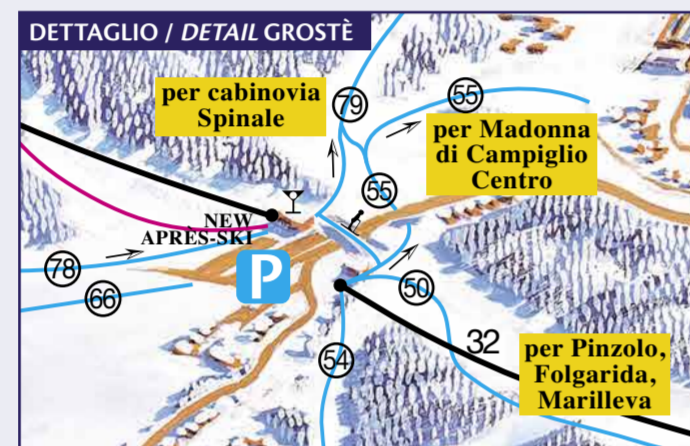 DETTAGLIO / DETAIL GROSTÈ
per cabinovia
Spinale
79
55
per Madonna
di Campiglio
Centro
55
NEW
APRÈS-SKI
78
P
66
50
32
54
per Pinzolo,
Folgarida,
Marilleva